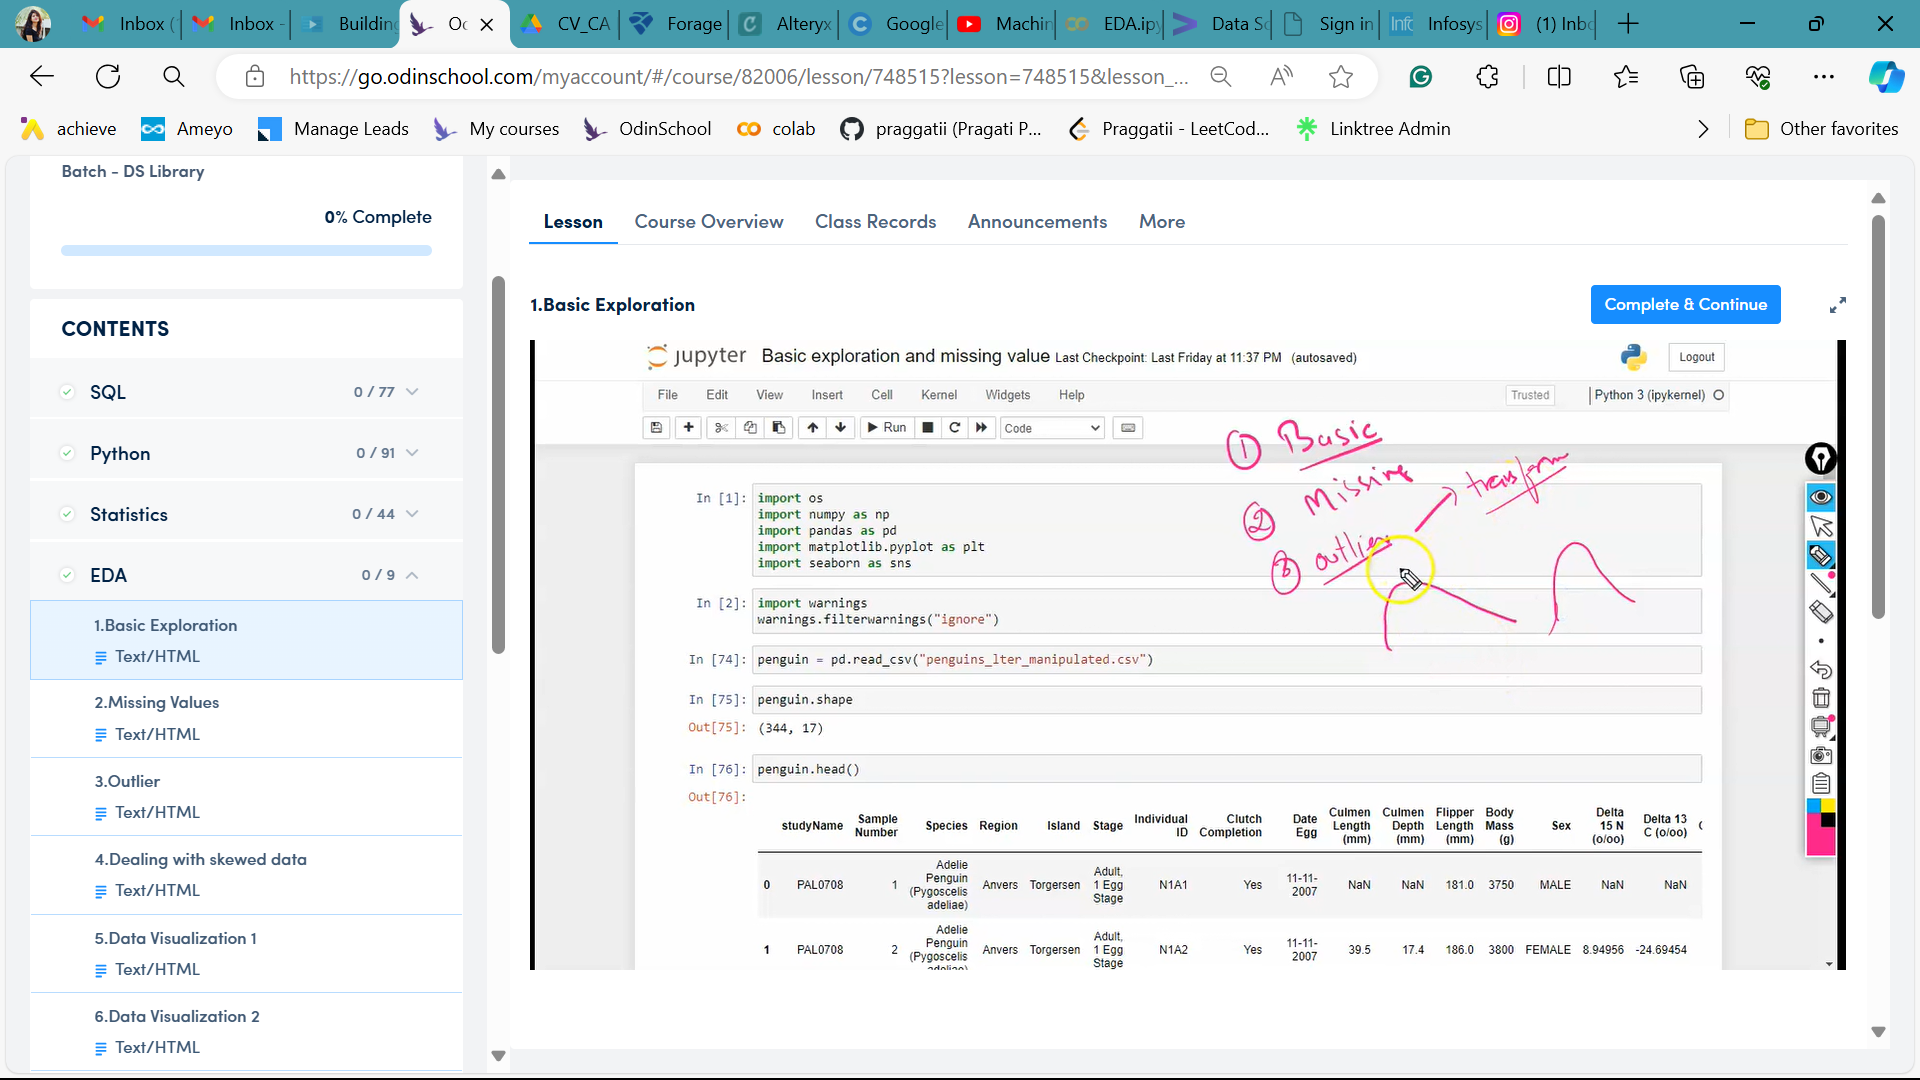 Inbox (
Inbox -
Building
Oc
CV_CA
Forage
Alteryx
Google
Machin
EDA.ipy
Data Sc
Sign in
Infosys
(1) Inbo
https://go.odinschool.com/myaccount/#/course/82006/lesson/748515?lesson=748515&lesson_...
achieve
Ameyo
Manage Leads
My courses
OdinSchool
colab
praggatii (Pragati P...
Praggatii - LeetCod...
Linktree Admin
Other favorites
Batch - DS Library
0% Complete
CONTENTS
SQL 0 / 77
Python 0 / 91
Statistics 0 / 44
EDA 0 / 9
1.Basic Exploration
Text/HTML
2.Missing Values
Text/HTML
3.Outlier
Text/HTML
4.Dealing with skewed data
Text/HTML
5.Data Visualization 1
Text/HTML
6.Data Visualization 2
Text/HTML
Lesson Course Overview Class Records Announcements More
1.Basic Exploration
Complete & Continue
jupyter Basic exploration and missing value Last Checkpoint: Last Friday at 11:37 PM (autosaved)
Logout
File Edit View Insert Cell Kernel Widgets Help
Trusted
Python 3 (ipykernel)
Run
Code
① Basic
② Missing
③ outlier
transform
In [1]: import os
import numpy as np
import pandas as pd
import matplotlib.pyplot as plt
import seaborn as sns
In [2]: import warnings
warnings.filterwarnings("ignore")
In [74]: penguin = pd.read_csv("penguins_lter_manipulated.csv")
In [75]: penguin.shape
Out[75]: (344, 17)
In [76]: penguin.head()
Out[76]:
studyName Sample Number Species Region Island Stage Individual ID Clutch Completion Date Egg Culmen Length (mm) Culmen Depth (mm) Flipper Length (mm) Body Mass (g) Sex Delta 15 N (o/oo) Delta 13 C (o/oo)
0 PAL0708 1 Adelie Penguin (Pygoscelis adeliae) Anvers Torgersen Adult, 1 Egg Stage N1A1 Yes 11-11-2007 NaN NaN 181.0 3750 MALE NaN NaN
1 PAL0708 2 Adelie Penguin (Pygoscelis adeliae) Anvers Torgersen Adult, 1 Egg Stage N1A2 Yes 11-11-2007 39.5 17.4 186.0 3800 FEMALE 8.94956 -24.69454